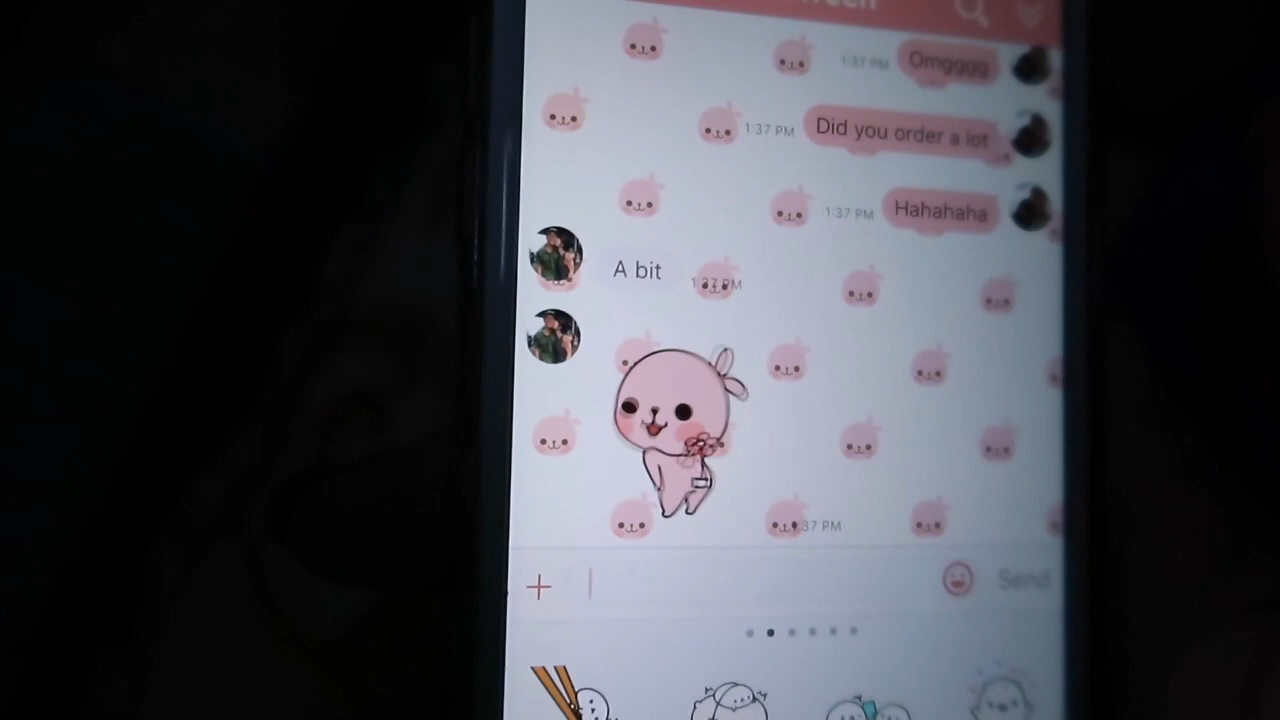 1:37 PM Omgggg
1:37 PM Did you order a lot
1:37 PM Hahahaha
A bit 1:37 PM
:37 PM
Send